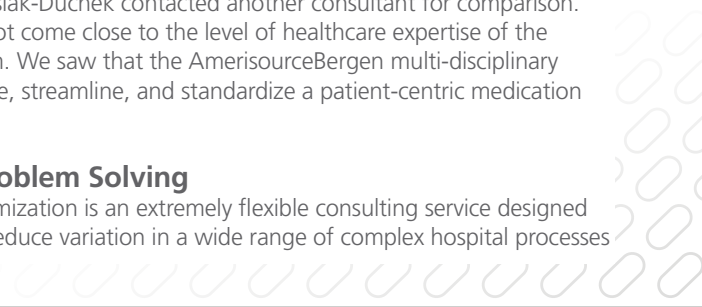 siak-Duchek contacted another consultant for comparison.
ot come close to the level of healthcare expertise of the
. We saw that the AmerisourceBergen multi-disciplinary
e, streamline, and standardize a patient-centric medication
oblem Solving
mization is an extremely flexible consulting service designed
educe variation in a wide range of complex hospital processes